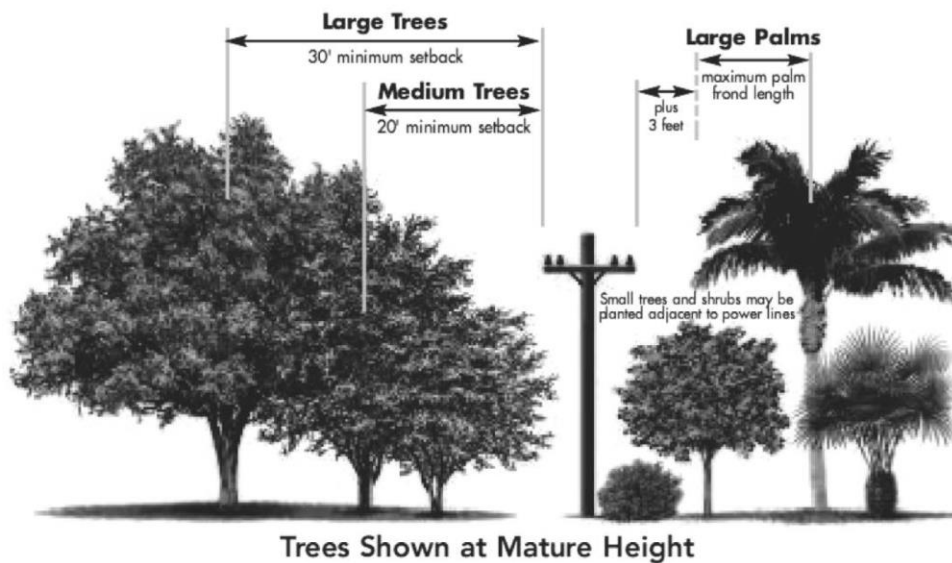 Large Trees
30' minimum setback
Medium Trees
20' minimum setback
Large Palms
maximum palm
frond length
plus
3 feet
Small trees and shrubs may be
planted adjacent to power lines
Trees Shown at Mature Height